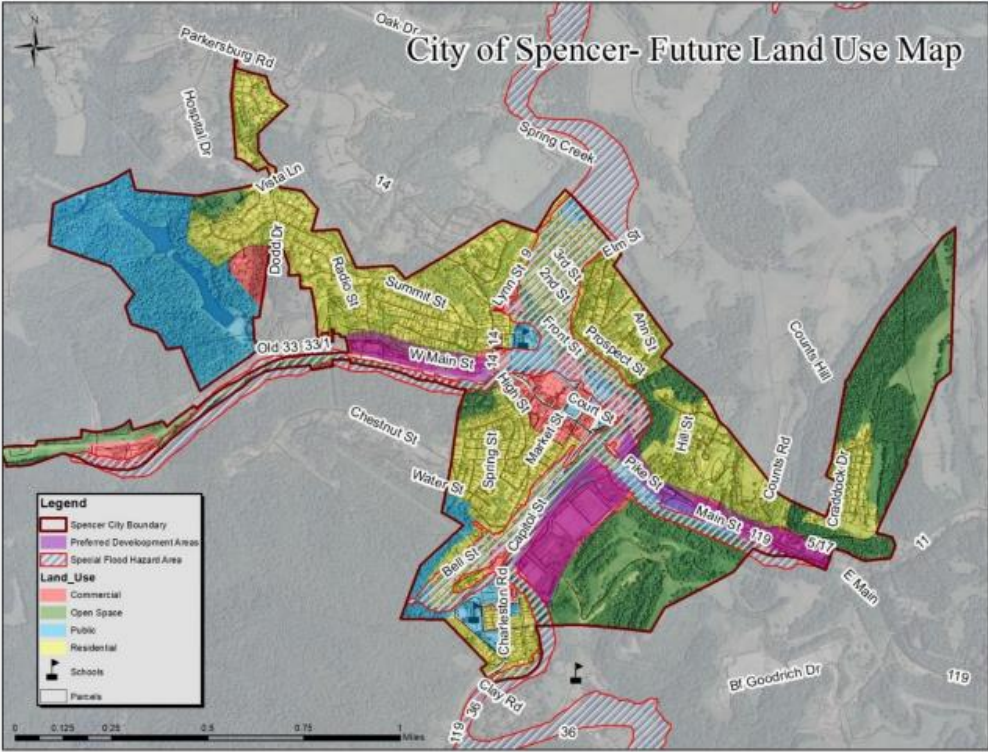 City of Spencer- Future Land Use Map
N
Oak Dr
Parkersburg Rd
Hospital Dr
Spring Creek
Vista Ln
14
Dodd Dr
Radio St
Summit St
Lynn St
9
3rd St
2nd St
Elm St
Ann St
Prospect St
Front St
14
14
Old 33
33/1
W Main St
High St
Court St
Market St
Chestnut St
Spring St
Water St
Hill St
Pike St
Counts Hill
Counts Rd
Craddock Dr
Main St
119
5/17
11
E Main
Capitol St
Bell St
Charleston Rd
Clay Rd
119
36
36
Bf Goodrich Dr
119
Legend
Spencer City Boundary
Preferred Development Areas
Special Flood Hazard Area
Land_Use
Commercial
Open Space
Public
Residential
Schools
Parcels
0 0.125 0.25 0.5 0.75 1
Miles